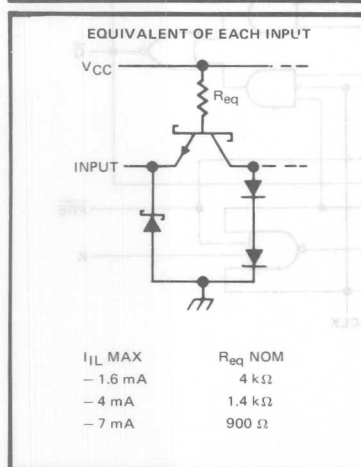 EQUIVALENT OF EACH INPUT
VCC
Req
INPUT
IIL MAX Req NOM
– 1.6 mA 4 kΩ
– 4 mA 1.4 kΩ
– 7 mA 900 Ω
CLK